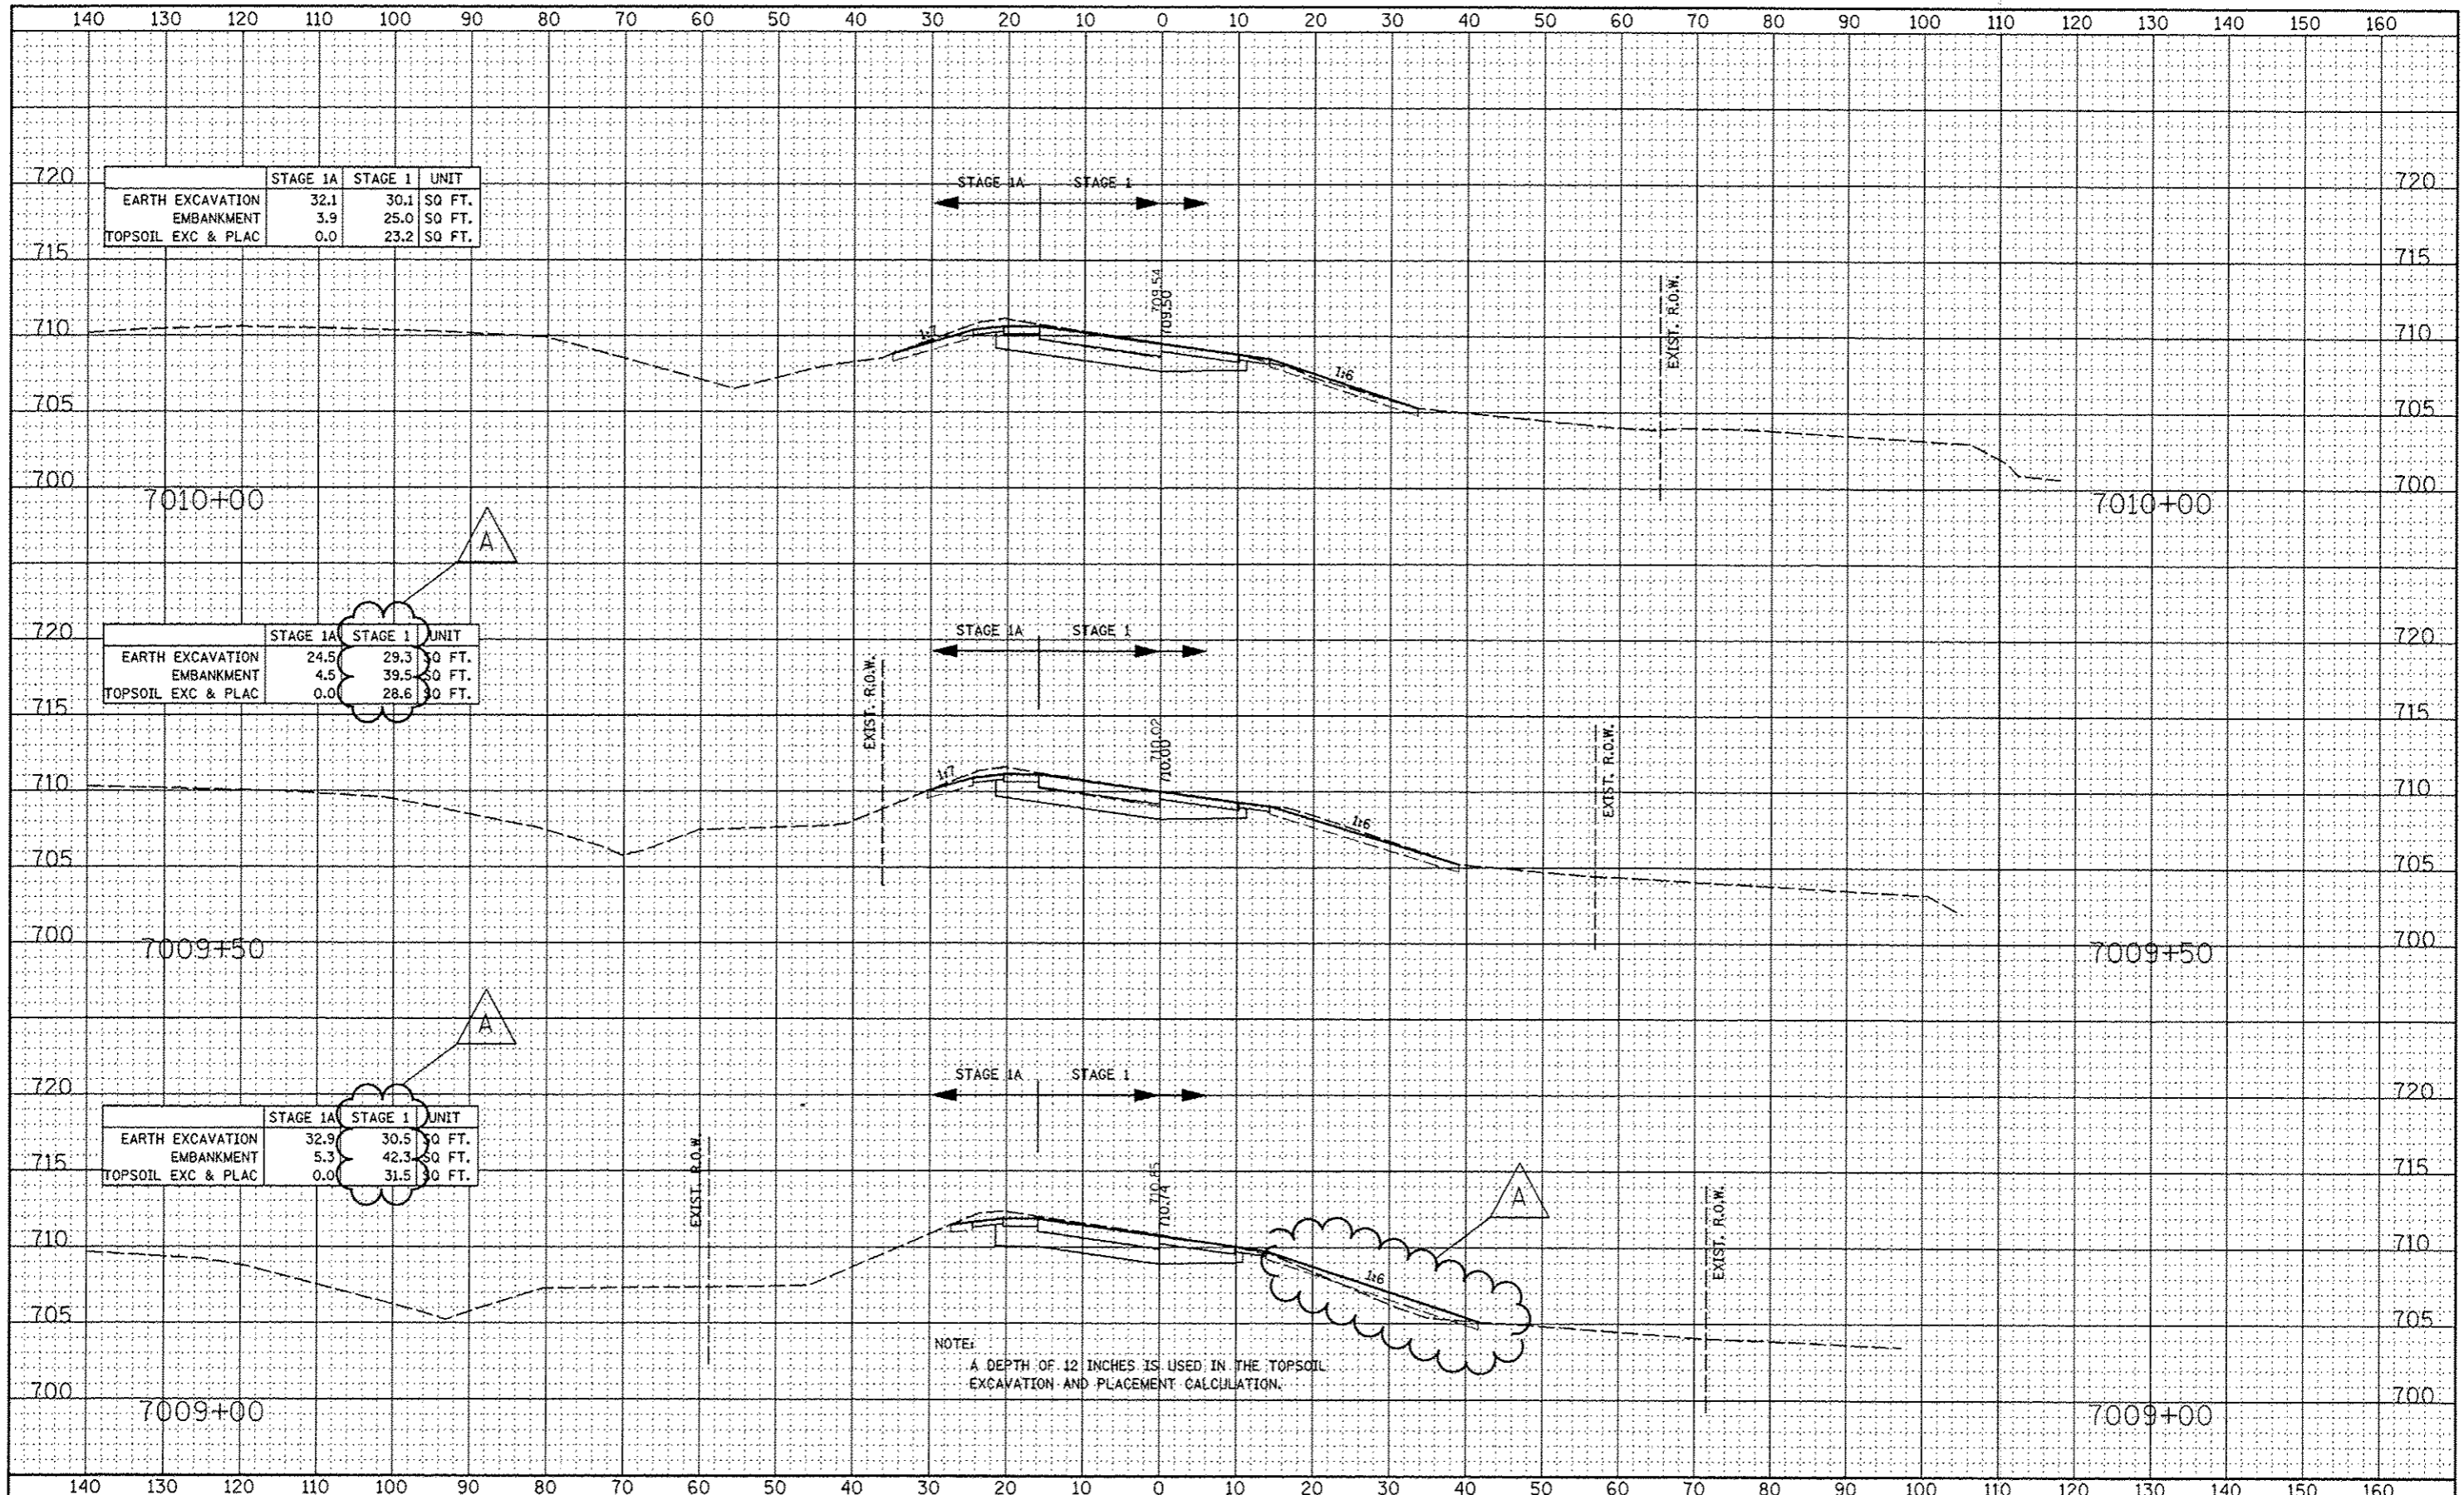 140 130 120 110 100 90 80 70 60 50 40 30 20 10 0 10 20 30 40 50 60 70 80 90 100 110 120 130 140 150 160
STAGE 1A STAGE 1 UNIT
EARTH EXCAVATION 32.1 30.1 SQ FT.
EMBANKMENT 3.9 25.0 SQ FT.
TOPSOIL EXC & PLAC 0.0 23.2 SQ FT.
720 STAGE 1A STAGE 1 720
715 715
709.54
709.50
EXIST. R.O.W.
710 1:7 710
1:6
705 705
700 700
7010+00 7010+00
A
STAGE 1A STAGE 1 UNIT
EARTH EXCAVATION 24.5 29.3 SQ FT.
EMBANKMENT 4.5 39.5 SQ FT.
TOPSOIL EXC & PLAC 0.0 28.6 SQ FT.
720 STAGE 1A STAGE 1 720
EXIST. R.O.W.
715 715
710.02
710.00
EXIST. R.O.W.
710 1:7 710
1:6
705 705
700 700
7009+50 7009+50
A
720 STAGE 1A STAGE 1 720
STAGE 1A STAGE 1 UNIT
EARTH EXCAVATION 32.9 30.5 SQ FT.
EMBANKMENT 5.3 42.3 SQ FT.
TOPSOIL EXC & PLAC 0.0 31.5 SQ FT.
715 715
EXIST. R.O.W.
710.74
A
EXIST. R.O.W.
710 710
1:6
705 705
NOTE:
A DEPTH OF 12 INCHES IS USED IN THE TOPSOIL
EXCAVATION AND PLACEMENT CALCULATION.
700 700
7009+00 7009+00
140 130 120 110 100 90 80 70 60 50 40 30 20 10 0 10 20 30 40 50 60 70 80 90 100 110 120 130 140 150 160